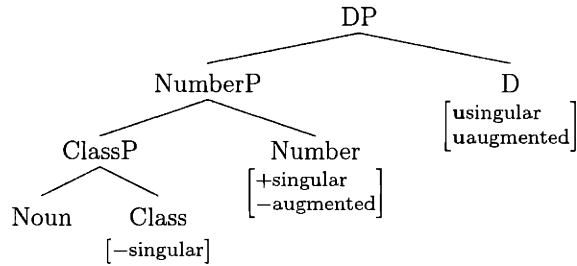 DP
NumberP D
[usingular
uaugmented]
ClassP Number
[+singular
−augmented]
Noun Class
[−singular]